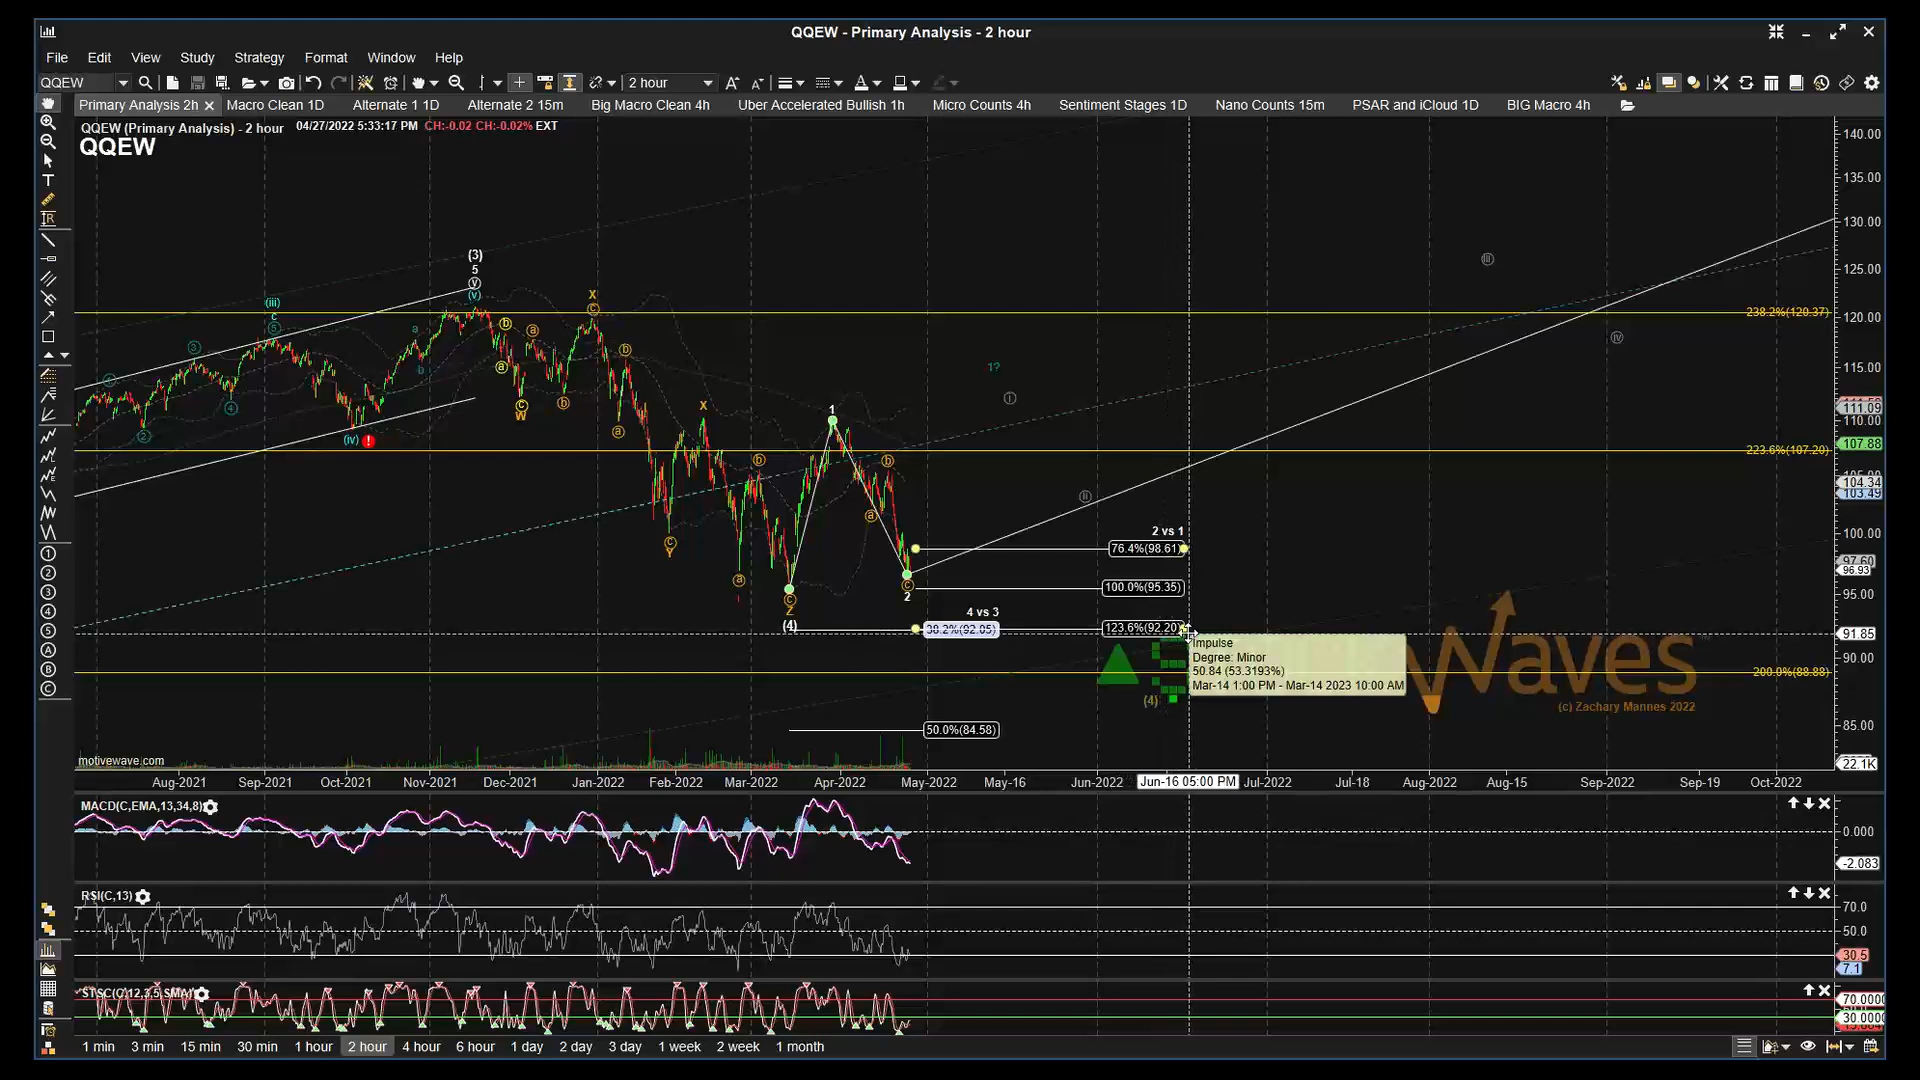 QQEW - Primary Analysis - 2 hour
File Edit View Study Strategy Format Window Help
QQEW 2 hour
Primary Analysis 2h Macro Clean 1D Alternate 1 1D Alternate 2 15m Big Macro Clean 4h Uber Accelerated Bullish 1h Micro Counts 4h Sentiment Stages 1D Nano Counts 15m PSAR and iCloud 1D BIG Macro 4h
QQEW (Primary Analysis) - 2 hour 04/27/2022 5:33:17 PM CH:-0.02 CH:-0.02% EXT
QQEW
140.00
135.00
130.00
125.00
120.00
115.00
111.09
110.00
107.88
104.34
103.49
100.00
97.60
96.93
95.00
91.85
90.00
85.00
22.1K
(3)
5
(v)
(iii)
c
(iv)
a
b
X
W
X
Y
Z
(4)
1
2
1?
238.2%(120.37)
223.6%(107.20)
2 vs 1
76.4%(98.61)
100.0%(95.35)
4 vs 3
38.2%(92.05)
123.6%(92.20)
200.0%(88.88)
50.0%(84.58)
(4)
Impulse
Degree: Minor
50.84 (53.3193%)
Mar-14 1:00 PM - Mar-14 2023 10:00 AM
Waves
(c) Zachary Mannes 2022
motivewave.com
Aug-2021 Sep-2021 Oct-2021 Nov-2021 Dec-2021 Jan-2022 Feb-2022 Mar-2022 Apr-2022 May-2022 May-16 Jun-2022 Jun-16 05:00 PM Jul-2022 Jul-18 Aug-2022 Aug-15 Sep-2022 Sep-19 Oct-2022
MACD(C,EMA,13,34,8)
0.000
-2.083
RSI(C,13)
70.0
50.0
30.5
7.1
STSC(C,12,3,5,SMA)
70.0000
30.0000
1 min 3 min 15 min 30 min 1 hour 2 hour 4 hour 6 hour 1 day 2 day 3 day 1 week 2 week 1 month